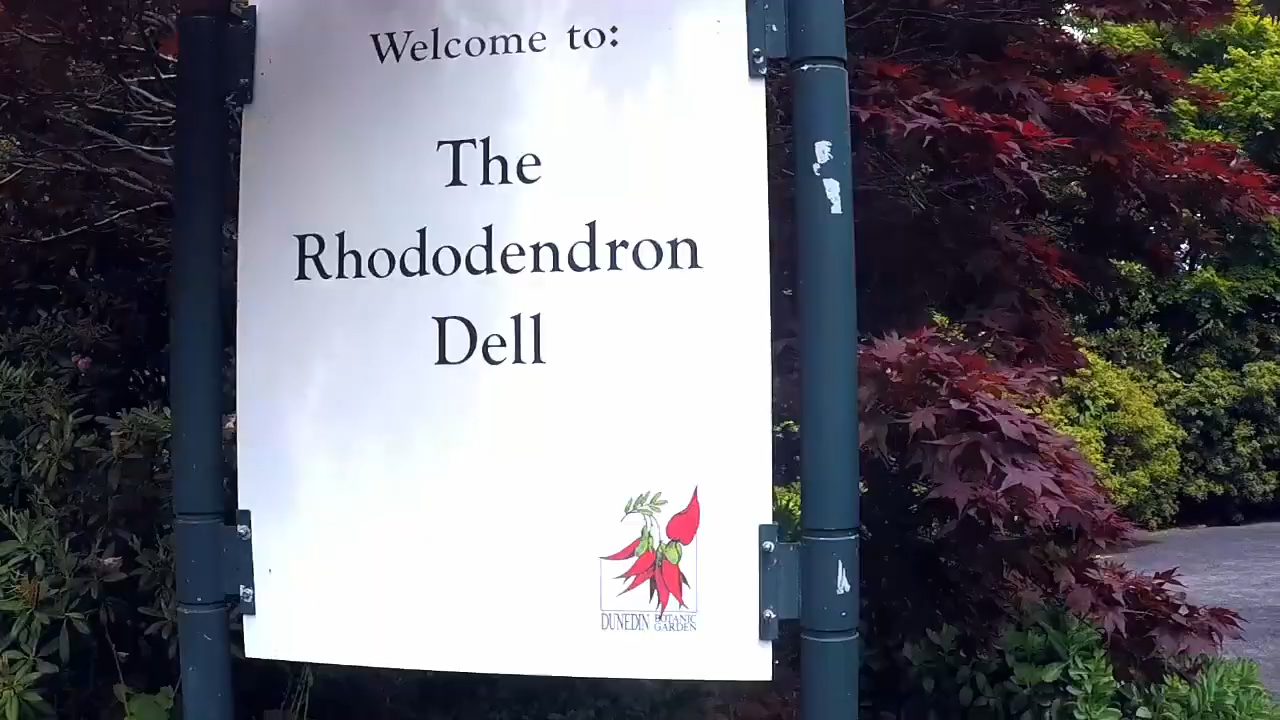 Welcome to:
The
Rhododendron
Dell
DUNEDIN BOTANIC
GARDEN